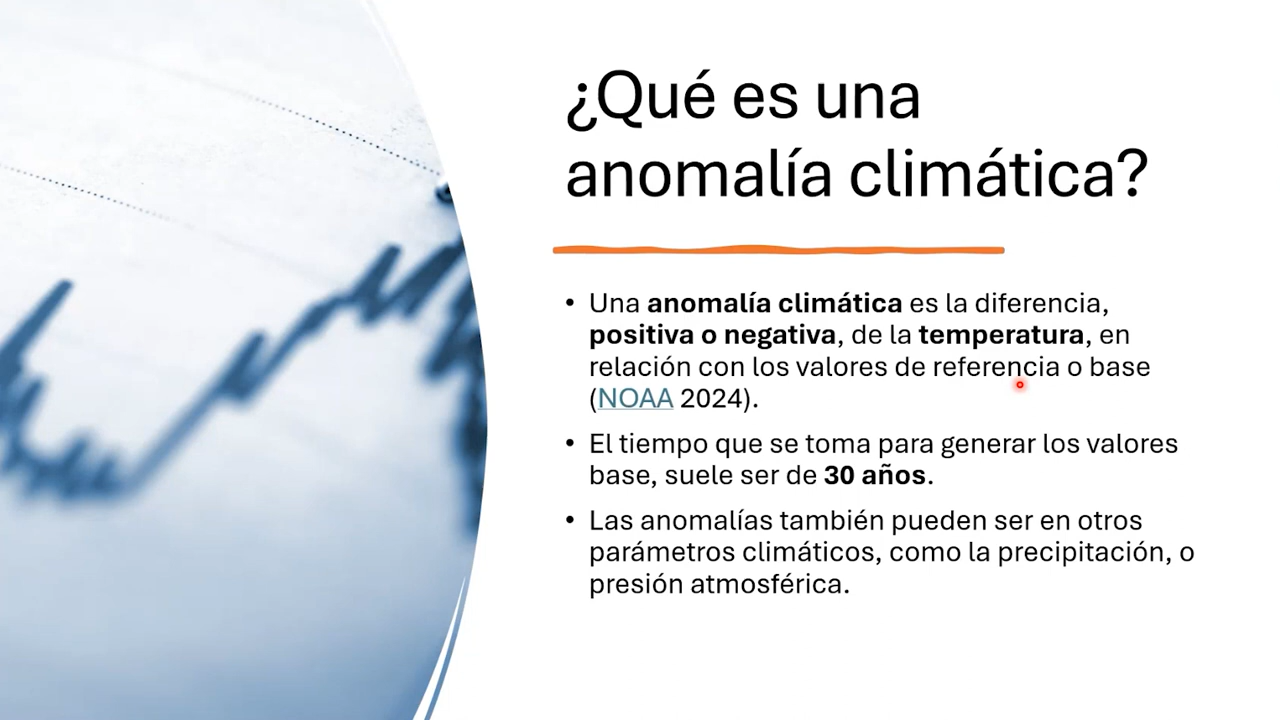 ¿Qué es una
anomalía climática?
• Una anomalía climática es la diferencia,
positiva o negativa, de la temperatura, en
relación con los valores de referencia o base
(NOAA 2024).
• El tiempo que se toma para generar los valores
base, suele ser de 30 años.
• Las anomalías también pueden ser en otros
parámetros climáticos, como la precipitación, o
presión atmosférica.